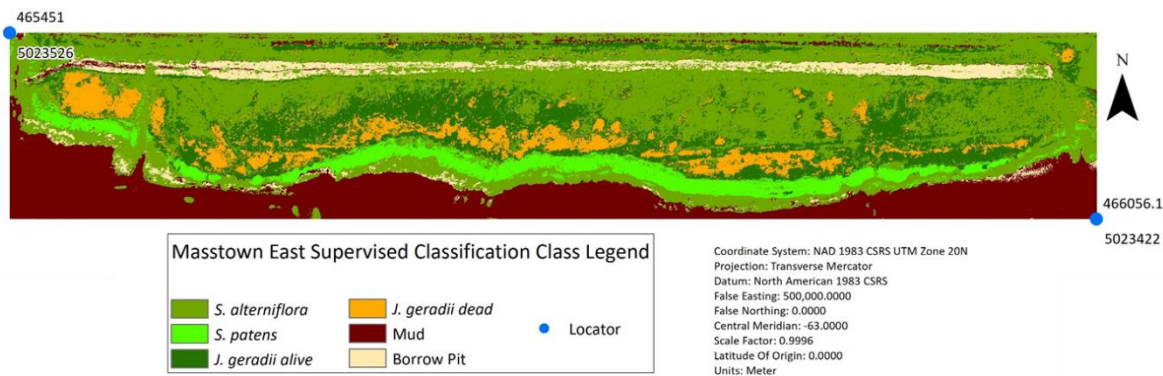 465451
5023526
N
466056.1
5023422
Masstown East Supervised Classification Class Legend
S. alterniflora
J. geradii dead
S. patens
Mud
Locator
J. geradii alive
Borrow Pit
Coordinate System: NAD 1983 CSRS UTM Zone 20N
Projection: Transverse Mercator
Datum: North American 1983 CSRS
False Easting: 500,000.0000
False Northing: 0.0000
Central Meridian: -63.0000
Scale Factor: 0.9996
Latitude Of Origin: 0.0000
Units: Meter